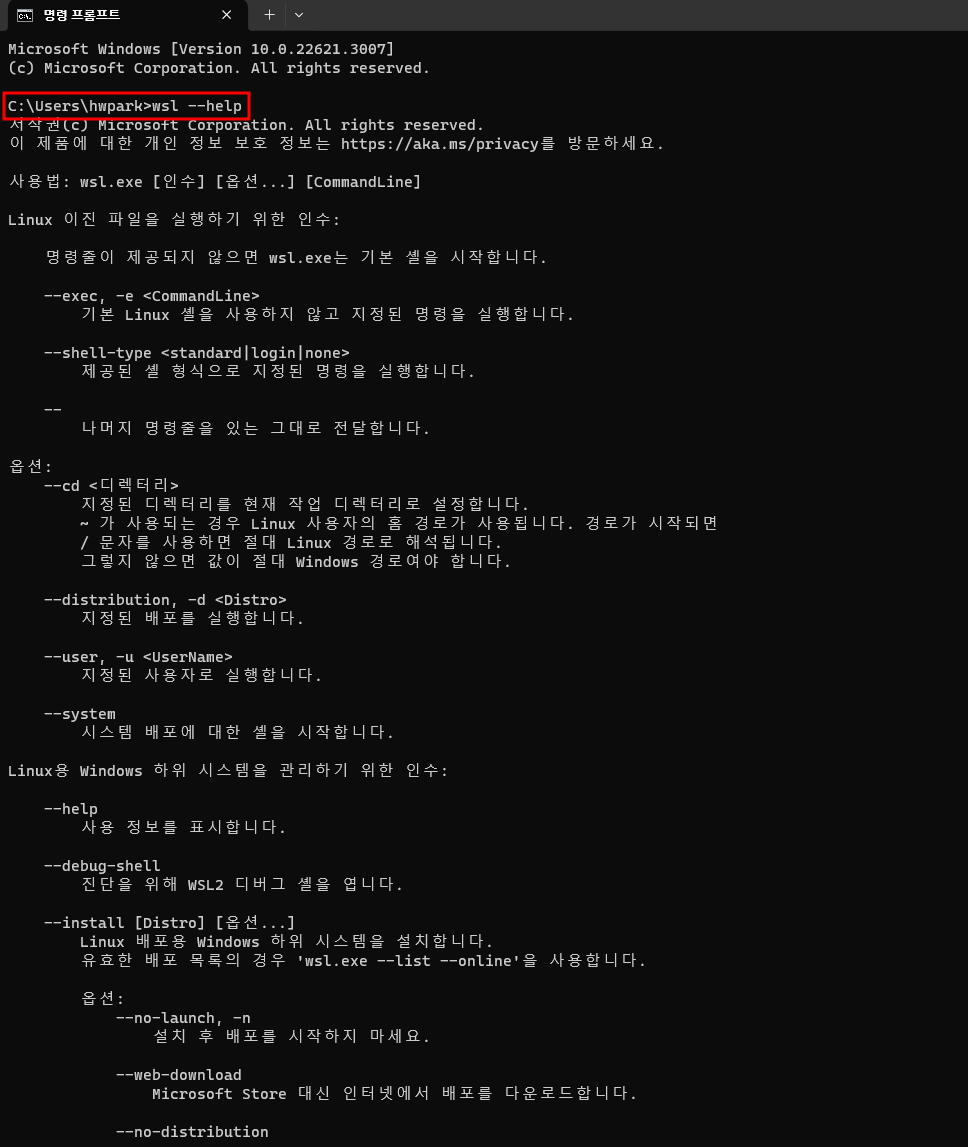 명령 프롬프트
Microsoft Windows [Version 10.0.22621.3007]
(c) Microsoft Corporation. All rights reserved.
C:\Users\hwpark>wsl --help
저작권(c) Microsoft Corporation. All rights reserved.
이 제품에 대한 개인 정보 보호 정보는 https://aka.ms/privacy를 방문하세요.
사용법: wsl.exe [인수] [옵션...] [CommandLine]
Linux 이진 파일을 실행하기 위한 인수:
명령줄이 제공되지 않으면 wsl.exe는 기본 셸을 시작합니다.
--exec, -e <CommandLine>
기본 Linux 셸을 사용하지 않고 지정된 명령을 실행합니다.
--shell-type <standard|login|none>
제공된 셸 형식으로 지정된 명령을 실행합니다.
--
나머지 명령줄을 있는 그대로 전달합니다.
옵션:
--cd <디렉터리>
지정된 디렉터리를 현재 작업 디렉터리로 설정합니다.
~ 가 사용되는 경우 Linux 사용자의 홈 경로가 사용됩니다. 경로가 시작되면
/ 문자를 사용하면 절대 Linux 경로로 해석됩니다.
그렇지 않으면 값이 절대 Windows 경로여야 합니다.
--distribution, -d <Distro>
지정된 배포를 실행합니다.
--user, -u <UserName>
지정된 사용자로 실행합니다.
--system
시스템 배포에 대한 셸을 시작합니다.
Linux용 Windows 하위 시스템을 관리하기 위한 인수:
--help
사용 정보를 표시합니다.
--debug-shell
진단을 위해 WSL2 디버그 셸을 엽니다.
--install [Distro] [옵션...]
Linux 배포용 Windows 하위 시스템을 설치합니다.
유효한 배포 목록의 경우 'wsl.exe --list --online'을 사용합니다.
옵션:
--no-launch, -n
설치 후 배포를 시작하지 마세요.
--web-download
Microsoft Store 대신 인터넷에서 배포를 다운로드합니다.
--no-distribution